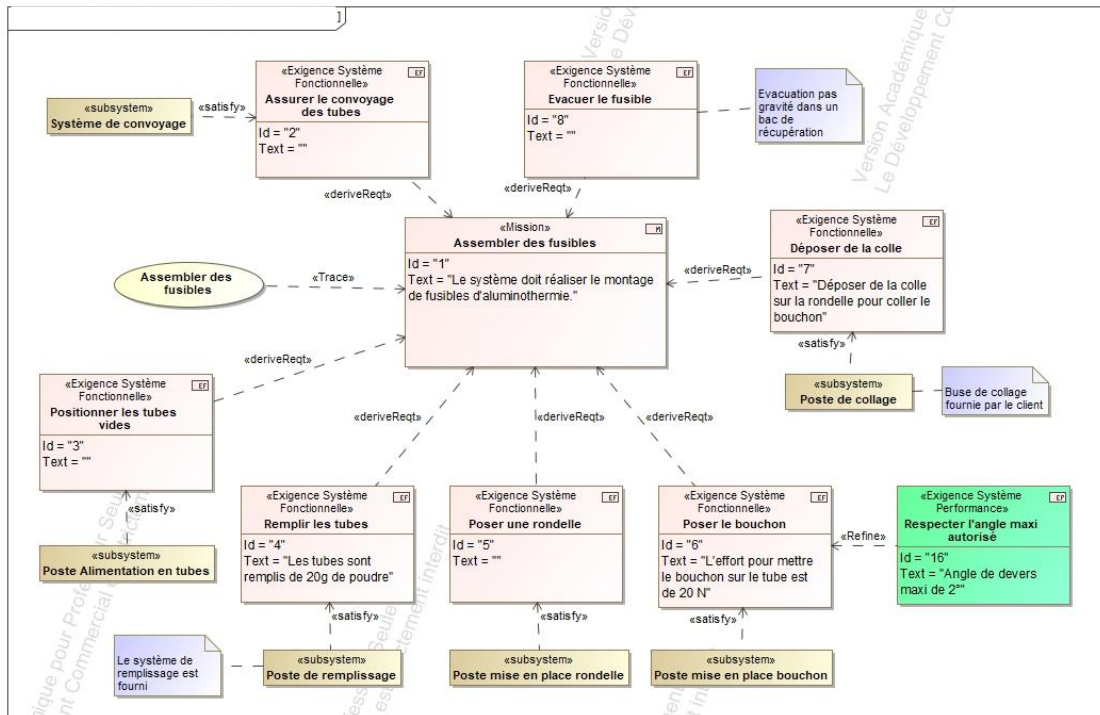 ]
«Exigence Système
Fonctionnelle»
EF
Assurer le convoyage
des tubes
Id = "2"
Text = ""
«Exigence Système
Fonctionnelle»
EF
Evacuer le fusible
Id = "8"
Text = ""
Evacuation pas
gravité dans un
bac de
récupération
«subsystem»
Système de convoyage
«satisfy»
«deriveReqt»
«deriveReqt»
«Mission»
M
Assembler des fusibles
Id = "1"
Text = "Le système doit réaliser le montage
de fusibles d'aluminothermie."
«Exigence Système
Fonctionnelle»
EF
Déposer de la colle
Id = "7"
Text = "Déposer de la colle
sur la rondelle pour coller le
bouchon"
«deriveReqt»
Assembler des
fusibles
«Trace»
«satisfy»
«subsystem»
Poste de collage
Buse de collage
fournie par le client
«deriveReqt»
«Exigence Système
Fonctionnelle»
EF
Positionner les tubes
vides
Id = "3"
Text = ""
«satisfy»
«subsystem»
Poste Alimentation en tubes
«deriveReqt»
«deriveReqt»
«deriveReqt»
«Exigence Système
Fonctionnelle»
EF
Remplir les tubes
Id = "4"
Text = "Les tubes sont
remplis de 20g de poudre"
«Exigence Système
Fonctionnelle»
EF
Poser une rondelle
Id = "5"
Text = ""
«Exigence Système
Fonctionnelle»
EF
Poser le bouchon
Id = "6"
Text = "L'effort pour mettre
le bouchon sur le tube est
de 20 N"
«Refine»
«Exigence Système
Performance»
EP
Respecter l'angle maxi
autorisé
Id = "16"
Text = "Angle de devers
maxi de 2°"
«satisfy»
«satisfy»
«satisfy»
Le système de
remplissage est
fourni
«subsystem»
Poste de remplissage
«subsystem»
Poste mise en place rondelle
«subsystem»
Poste mise en place bouchon
Version Académique
Le Développement